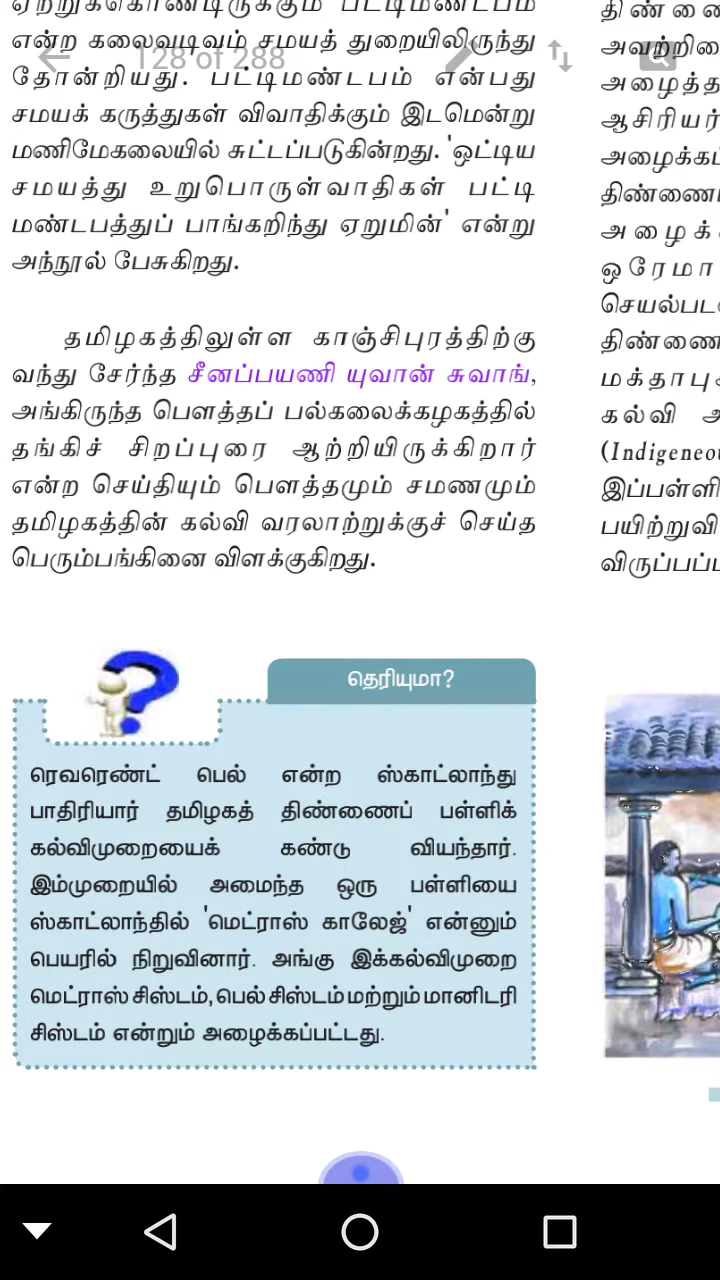 128 of 288
என்ற கலைவடிவம் சமயத் துறையிலிருந்து
தோன்றியது. பட்டிமண்டபம் என்பது
சமயக் கருத்துகள் விவாதிக்கும் இடமென்று
மணிமேகலையில் சுட்டப்படுகின்றது. 'ஒட்டிய
சமயத்து உறுபொருள்வாதிகள் பட்டி
மண்டபத்துப் பாங்கறிந்து ஏறுமின்' என்று
அந்நூல் பேசுகிறது.
தமிழகத்திலுள்ள காஞ்சிபுரத்திற்கு
வந்து சேர்ந்த சீனப்பயணி யுவான் சுவாங்,
அங்கிருந்த பௌத்தப் பல்கலைக்கழகத்தில்
தங்கிச் சிறப்புரை ஆற்றியிருக்கிறார்
என்ற செய்தியும் பௌத்தமும் சமணமும்
தமிழகத்தின் கல்வி வரலாற்றுக்குச் செய்த
பெரும்பங்கினை விளக்குகிறது.
தெரியுமா?
ரெவரெண்ட் பெல் என்ற ஸ்காட்லாந்து
பாதிரியார் தமிழகத் திண்ணைப் பள்ளிக்
கல்விமுறையைக் கண்டு வியந்தார்.
இம்முறையில் அமைந்த ஒரு பள்ளியை
ஸ்காட்லாந்தில் 'மெட்ராஸ் காலேஜ்' என்னும்
பெயரில் நிறுவினார். அங்கு இக்கல்விமுறை
மெட்ராஸ் சிஸ்டம், பெல் சிஸ்டம் மற்றும் மானிடரி
சிஸ்டம் என்றும் அழைக்கப்பட்டது.
ஆசிரியர்
கல்வி